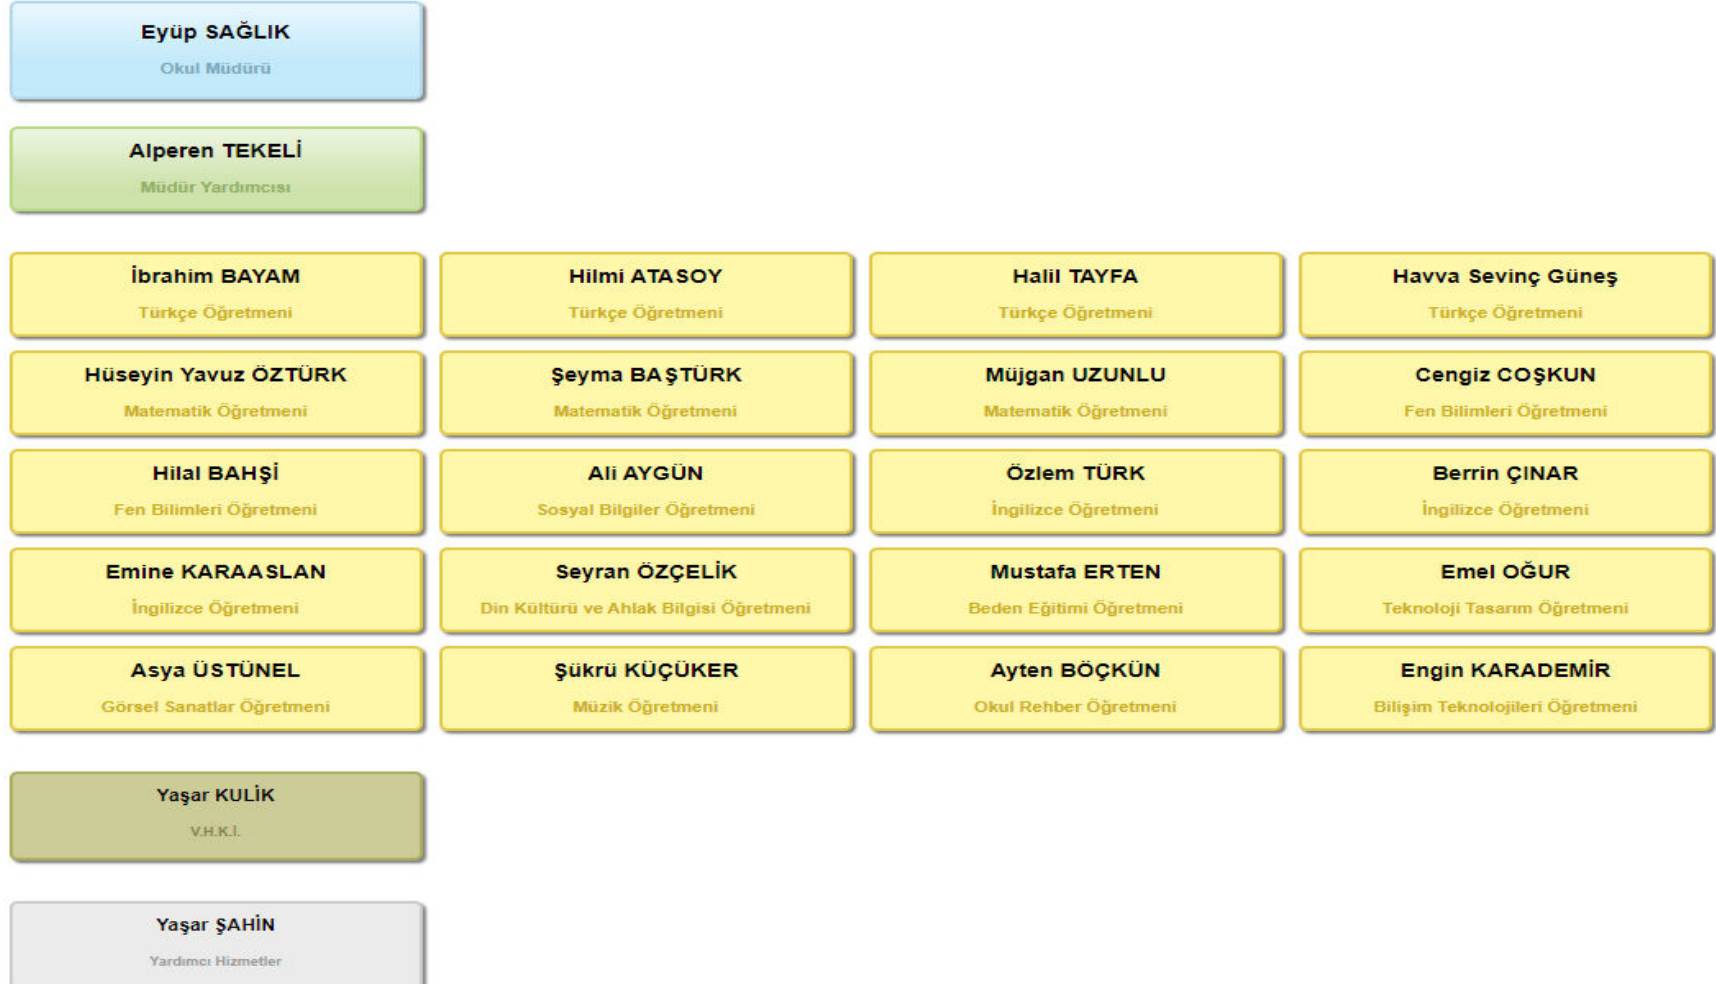 Eyüp SAĞLIK
Okul Müdürü
Alperen TEKELİ
Müdür Yardımcısı
İbrahim BAYAM
Türkçe Öğretmeni
Hilmi ATASOY
Türkçe Öğretmeni
Halil TAYFA
Türkçe Öğretmeni
Havva Sevinç Güneş
Türkçe Öğretmeni
Hüseyin Yavuz ÖZTÜRK
Matematik Öğretmeni
Şeyma BAŞTÜRK
Matematik Öğretmeni
Müjgan UZUNLU
Matematik Öğretmeni
Cengiz COŞKUN
Fen Bilimleri Öğretmeni
Hilal BAHŞİ
Fen Bilimleri Öğretmeni
Ali AYGÜN
Sosyal Bilgiler Öğretmeni
Özlem TÜRK
İngilizce Öğretmeni
Berrin ÇINAR
İngilizce Öğretmeni
Emine KARAASLAN
İngilizce Öğretmeni
Seyran ÖZÇELİK
Din Kültürü ve Ahlak Bilgisi Öğretmeni
Mustafa ERTEN
Beden Eğitimi Öğretmeni
Emel OĞUR
Teknoloji Tasarım Öğretmeni
Asya ÜSTÜNEL
Görsel Sanatlar Öğretmeni
Şükrü KÜÇÜKER
Müzik Öğretmeni
Ayten BÖÇKÜN
Okul Rehber Öğretmeni
Engin KARADEMİR
Bilişim Teknolojileri Öğretmeni
Yaşar KULİK
V.H.K.İ.
Yaşar ŞAHİN
Yardımcı Hizmetler